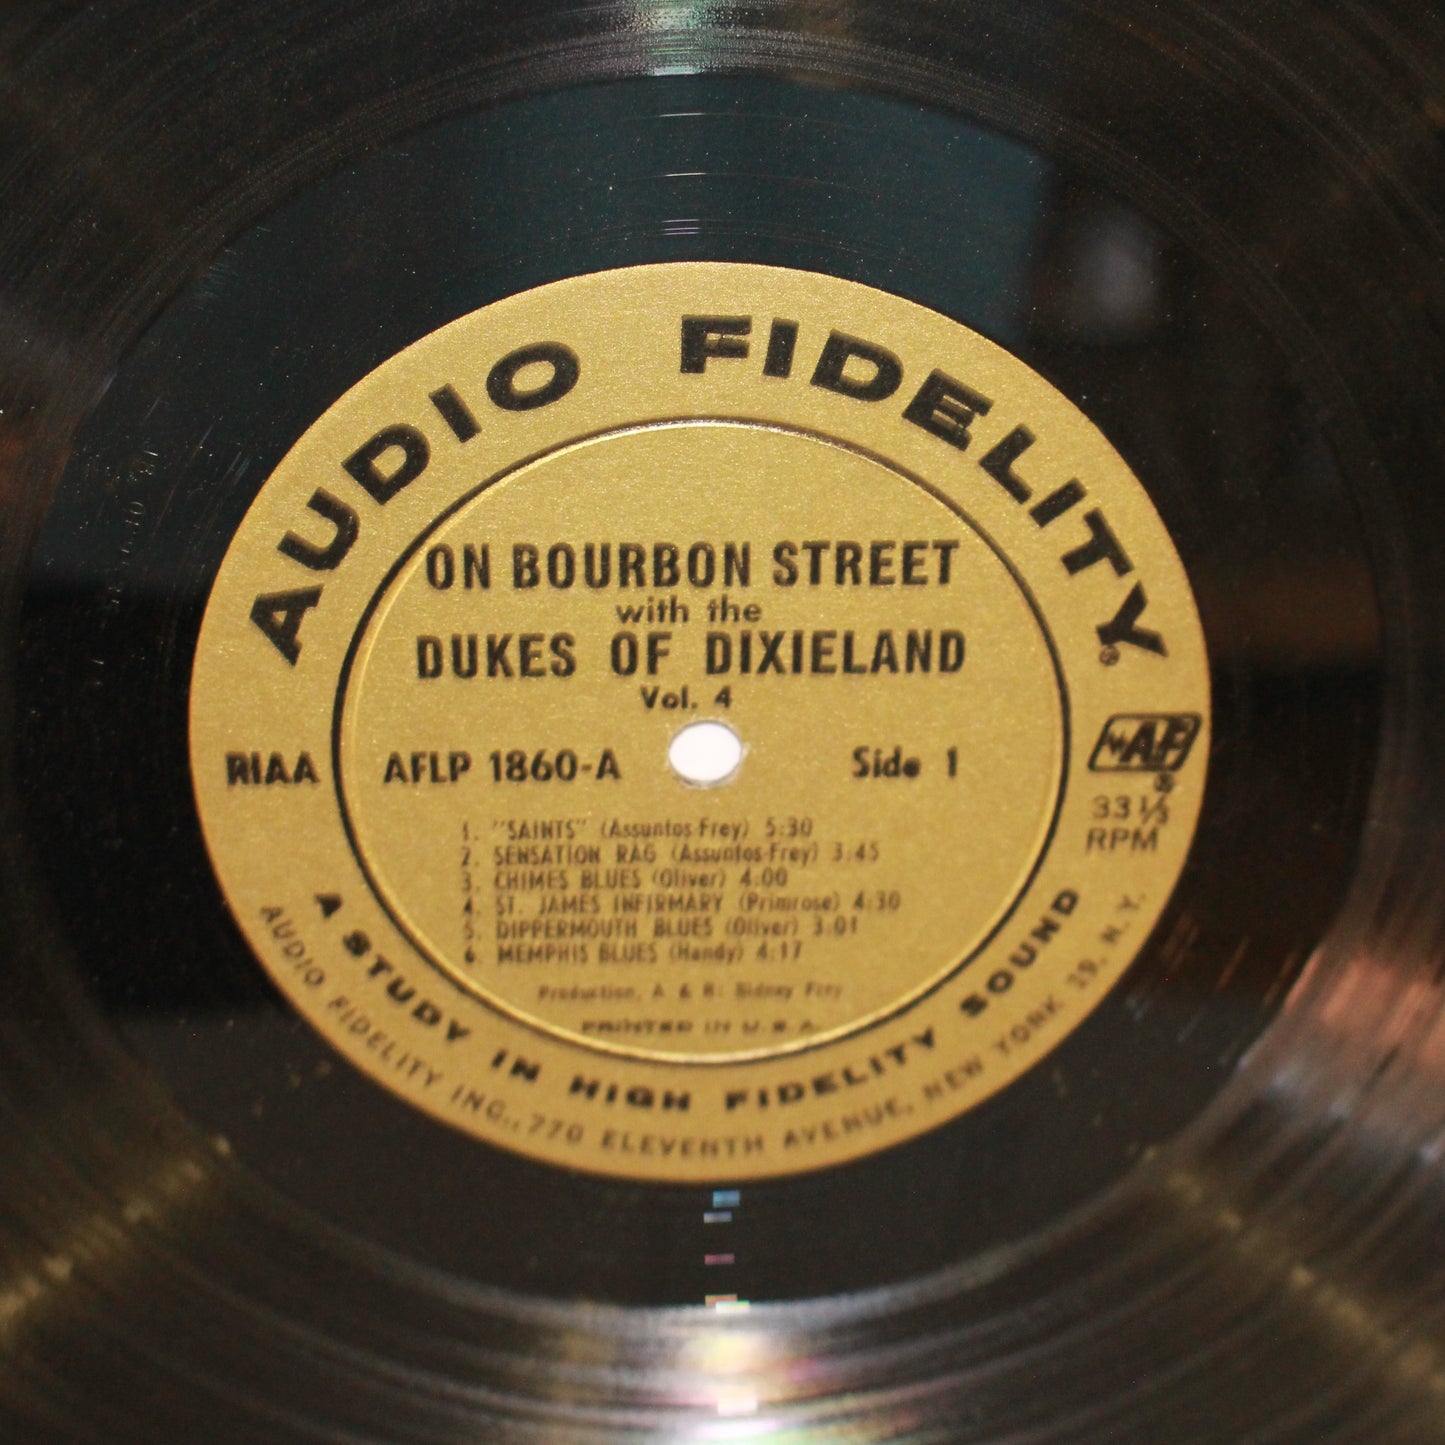 AUDIO FIDELITY®
ON BOURBON STREET
with the
DUKES OF DIXIELAND
Vol. 4
RIAA
AFLP 1860-A
Side 1
AF®
33⅓
RPM
1. "SAINTS" (Assuntos-Frey) 5:30
2. SENSATION RAG (Assuntos-Frey) 3:45
3. CHIMES BLUES (Oliver) 4:00
4. ST. JAMES INFIRMARY (Primrose) 4:30
5. DIPPERMOUTH BLUES (Oliver) 3:01
6. MEMPHIS BLUES (Handy) 4:17
Production, A & R: Sidney Frey
PRINTED IN U.S.A.
A STUDY IN HIGH FIDELITY SOUND
AUDIO FIDELITY INC., 770 ELEVENTH AVENUE, NEW YORK 19, N.Y.